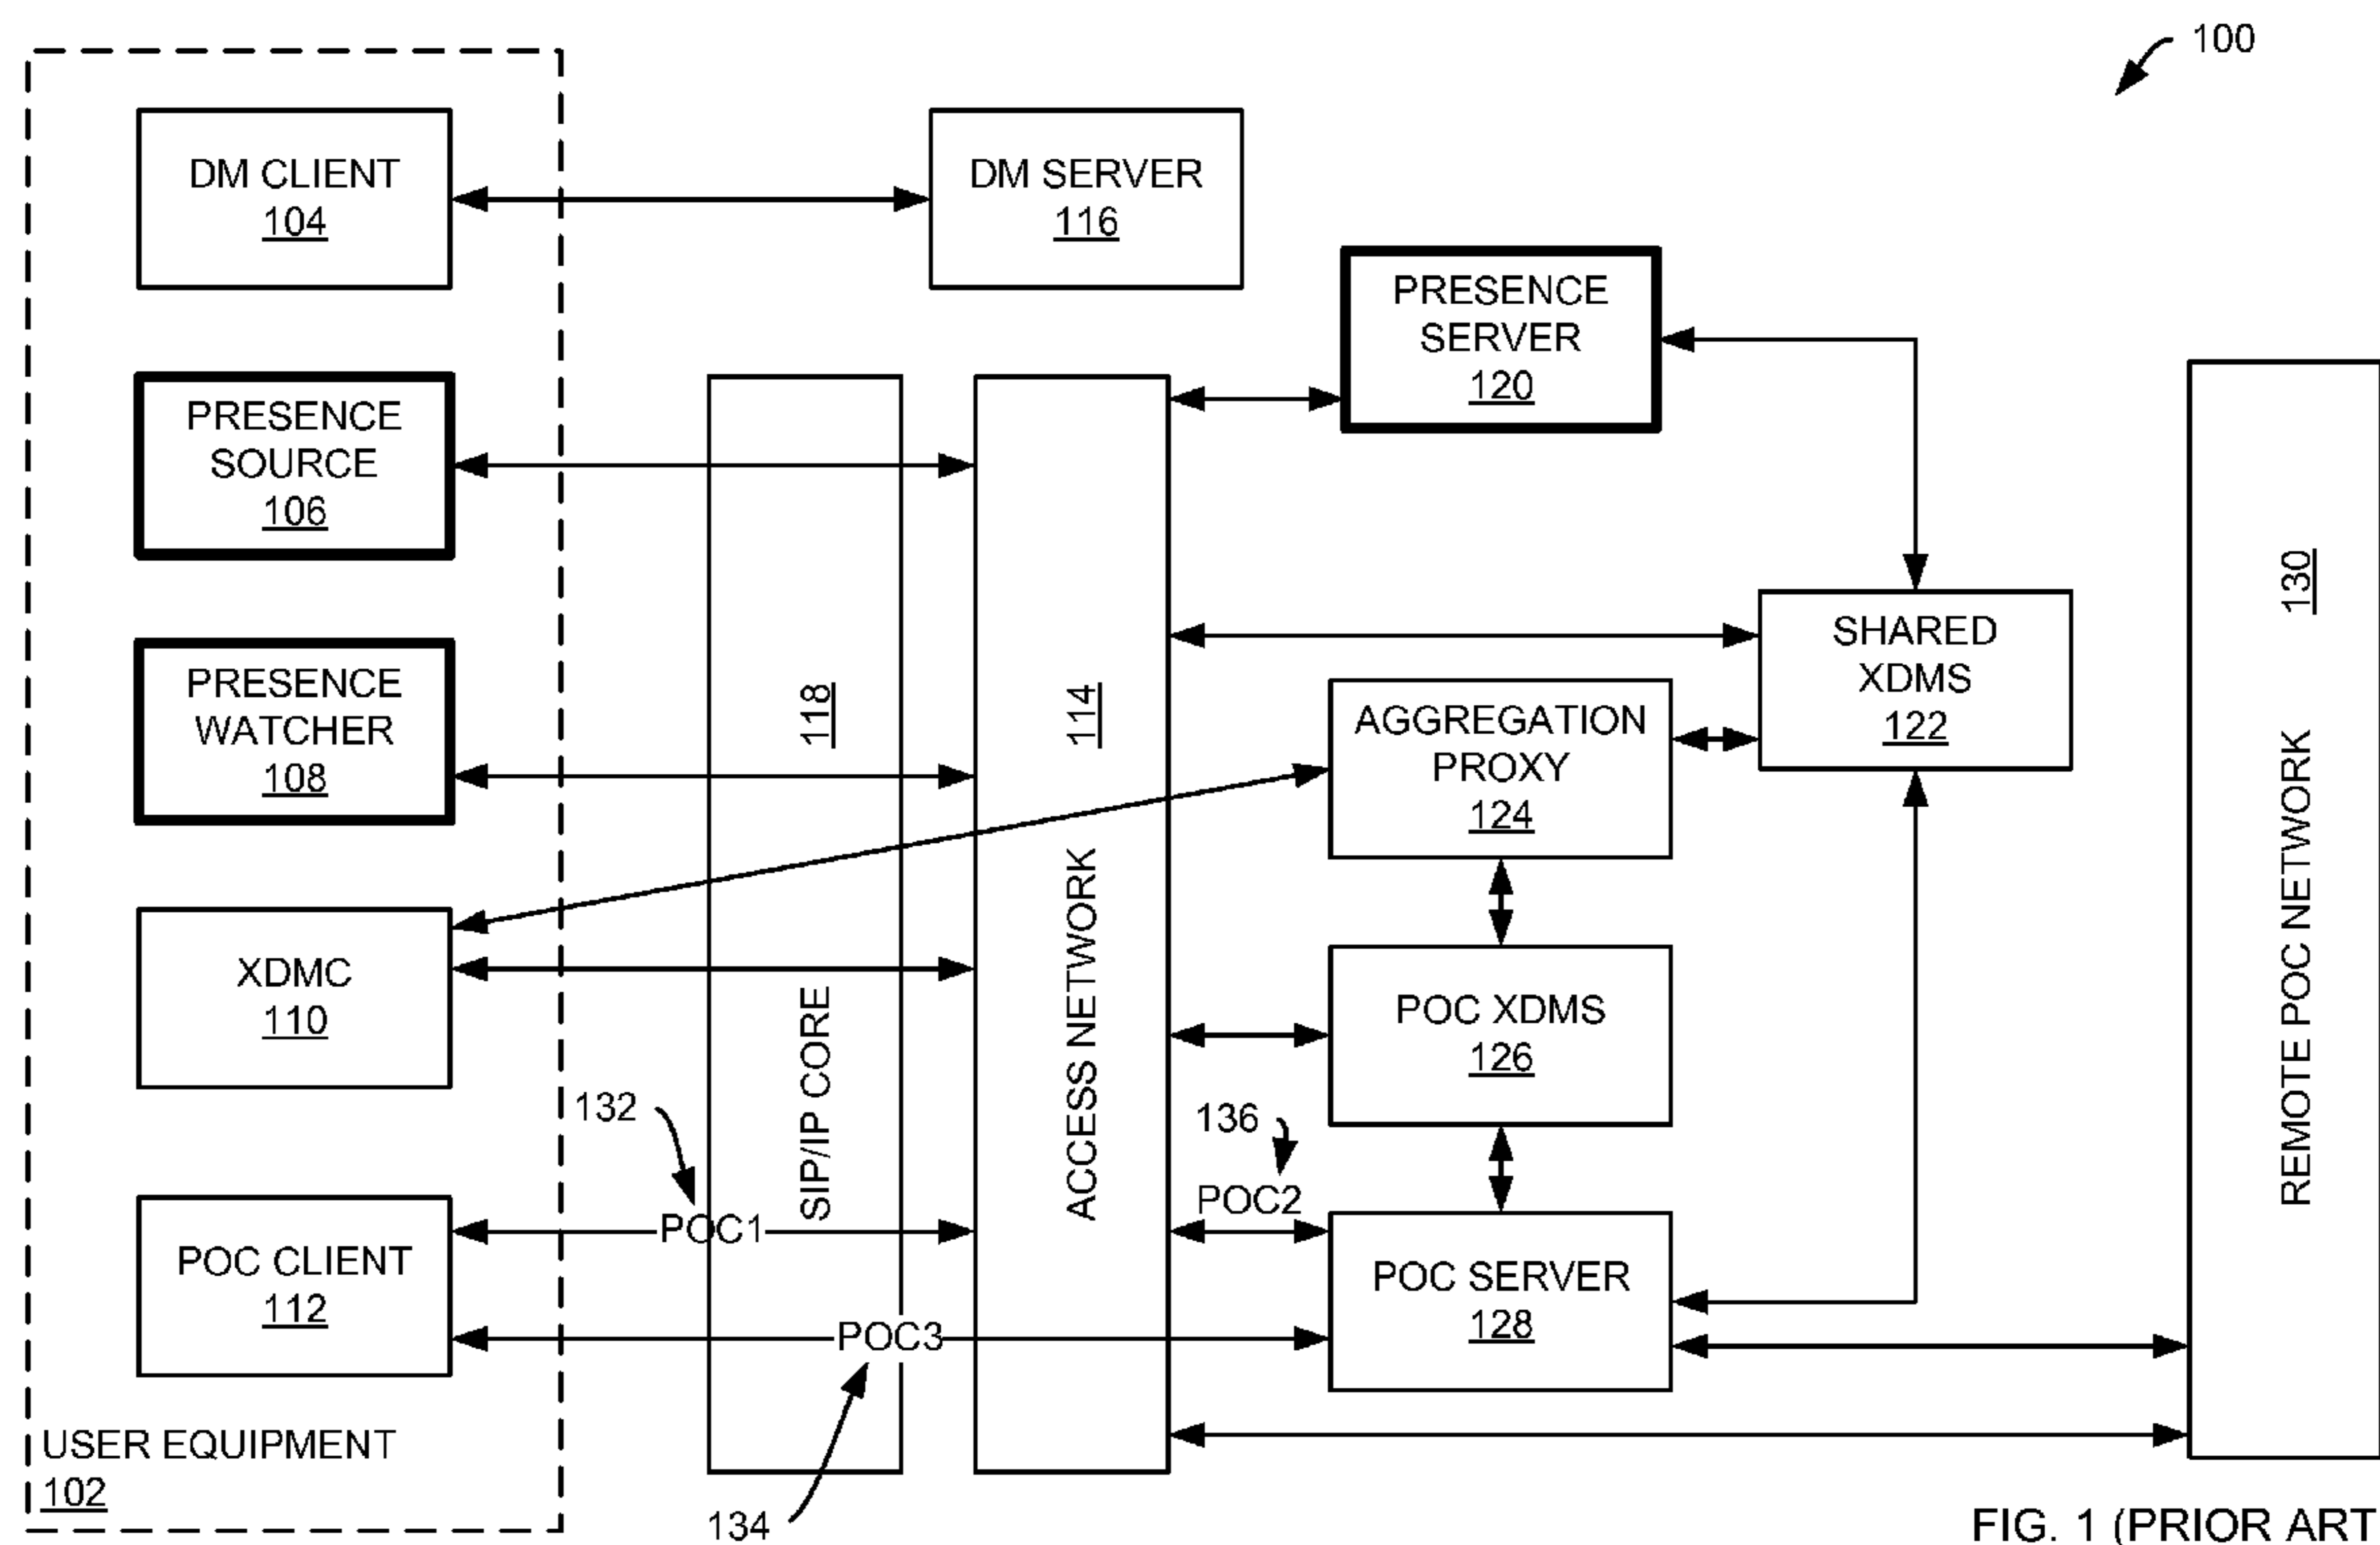 100
DM CLIENT
104
DM SERVER
116
PRESENCE
SERVER
120
PRESENCE
SOURCE
106
PRESENCE
WATCHER
108
118
SIP/IP CORE
114
ACCESS NETWORK
SHARED
XDMS
122
AGGREGATION
PROXY
124
130
REMOTE POC NETWORK
XDMC
110
POC XDMS
126
132
136
POC1
POC2
POC CLIENT
112
POC3
POC SERVER
128
USER EQUIPMENT
102
134
FIG. 1 (PRIOR ART